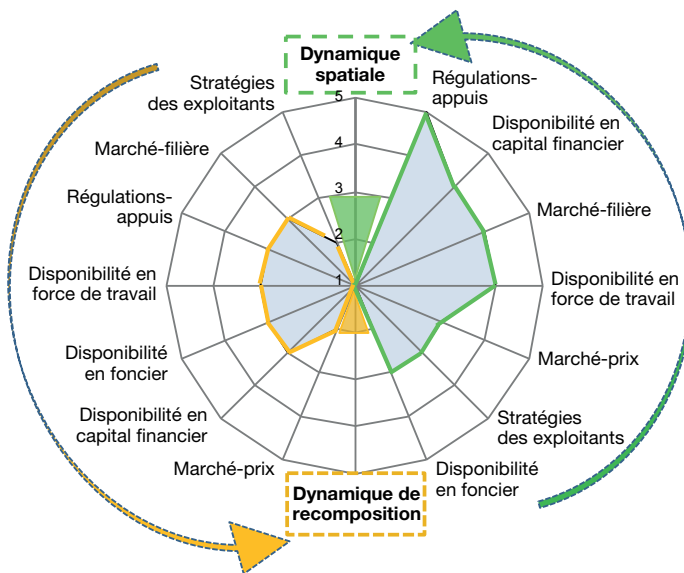 Dynamique
spatiale
Régulations-
appuis
Disponibilité en
capital financier
Marché-filière
Disponibilité en
force de travail
Marché-prix
Stratégies
des exploitants
Disponibilité
en foncier
Dynamique de
recomposition
Marché-prix
Disponibilité en
capital financier
Disponibilité
en foncier
Disponibilité en
force de travail
Régulations-
appuis
Marché-filière
Stratégies
des exploitants
5
4
3
2
1